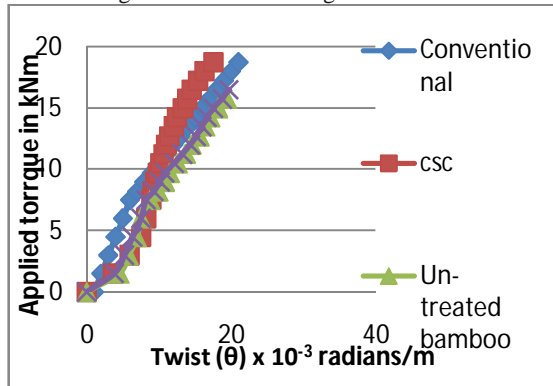 20
15
10
5
0
0
20
40
Applied torrque in kNm
Twist (θ) x 10⁻³ radians/m
Conventio
nal
csc
Un-
treated
bamboo